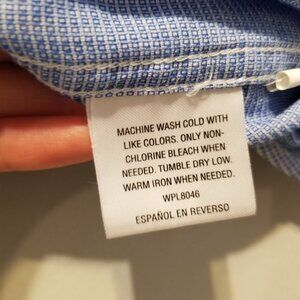 MACHINE WASH COLD WITH
LIKE COLORS. ONLY NON-
CHLORINE BLEACH WHEN
NEEDED. TUMBLE DRY LOW.
WARM IRON WHEN NEEDED.
WPL8046
ESPAÑOL EN REVERSO